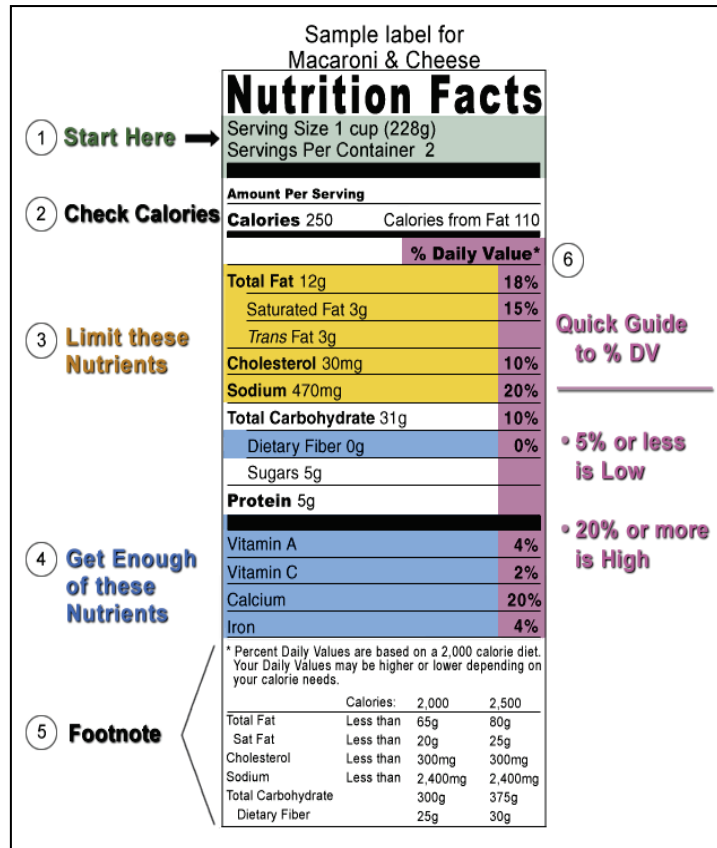 Sample label for
Macaroni & Cheese
Nutrition Facts
1 Start Here
Serving Size 1 cup (228g)
Servings Per Container 2
Amount Per Serving
2 Check Calories
Calories 250 Calories from Fat 110
% Daily Value*
6
Total Fat 12g 18%
Saturated Fat 3g 15%
Trans Fat 3g
3 Limit these
Nutrients
Cholesterol 30mg 10%
Sodium 470mg 20%
Quick Guide
to % DV
Total Carbohydrate 31g 10%
Dietary Fiber 0g 0%
Sugars 5g
Protein 5g
• 5% or less
is Low
• 20% or more
is High
4 Get Enough
of these
Nutrients
Vitamin A 4%
Vitamin C 2%
Calcium 20%
Iron 4%
5 Footnote
* Percent Daily Values are based on a 2,000 calorie diet.
Your Daily Values may be higher or lower depending on
your calorie needs.
Calories: 2,000 2,500
Total Fat Less than 65g 80g
Sat Fat Less than 20g 25g
Cholesterol Less than 300mg 300mg
Sodium Less than 2,400mg 2,400mg
Total Carbohydrate 300g 375g
Dietary Fiber 25g 30g